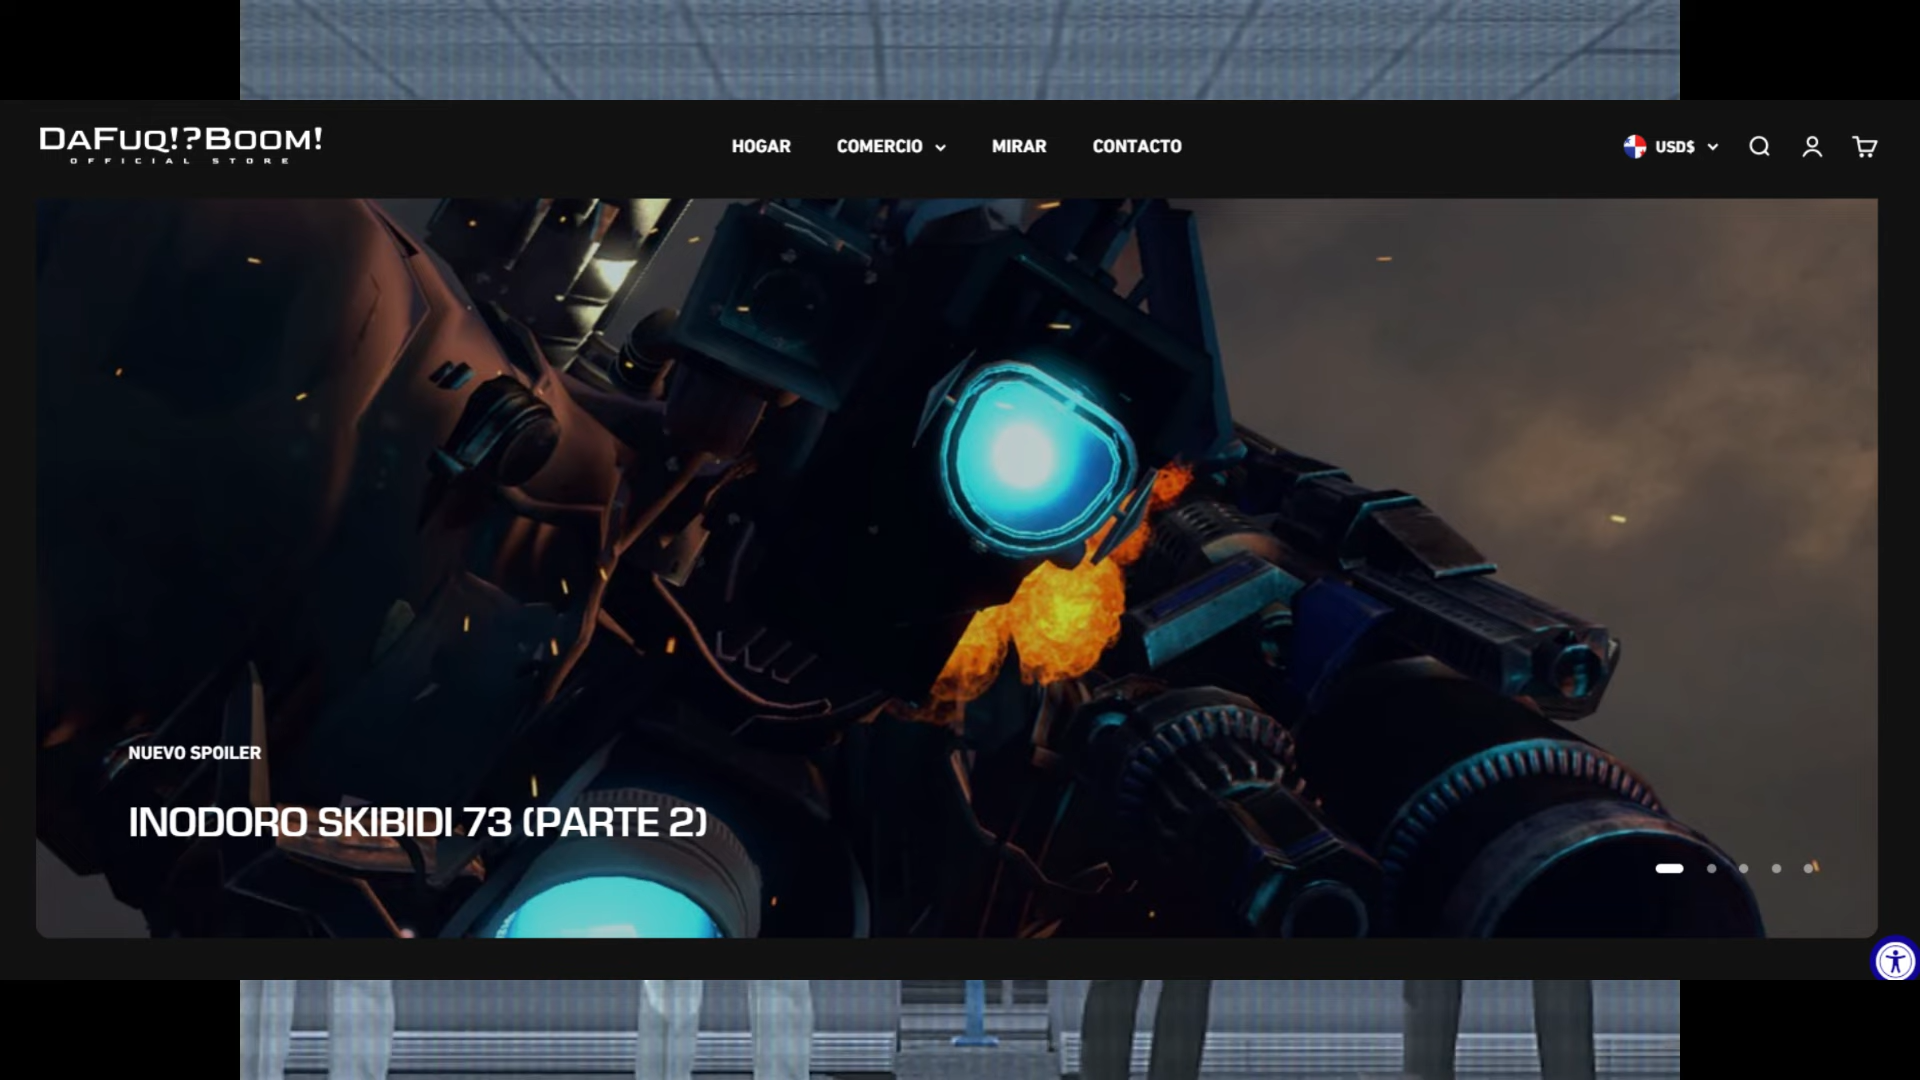 DAFUQ!?BOOM!
OFFICIAL STORE
HOGAR
COMERCIO
MIRAR
CONTACTO
USD$
NUEVO SPOILER
INODORO SKIBIDI 73 (PARTE 2)